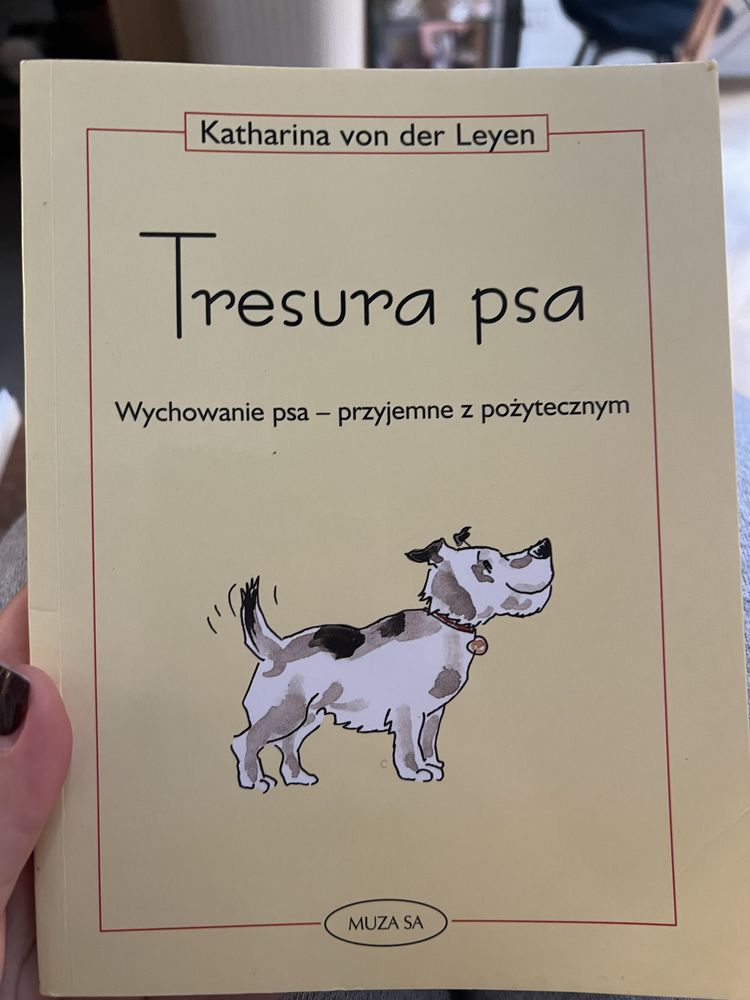 Katharina von der Leyen
Tresura psa
Wychowanie psa – przyjemne z pożytecznym
MUZA SA